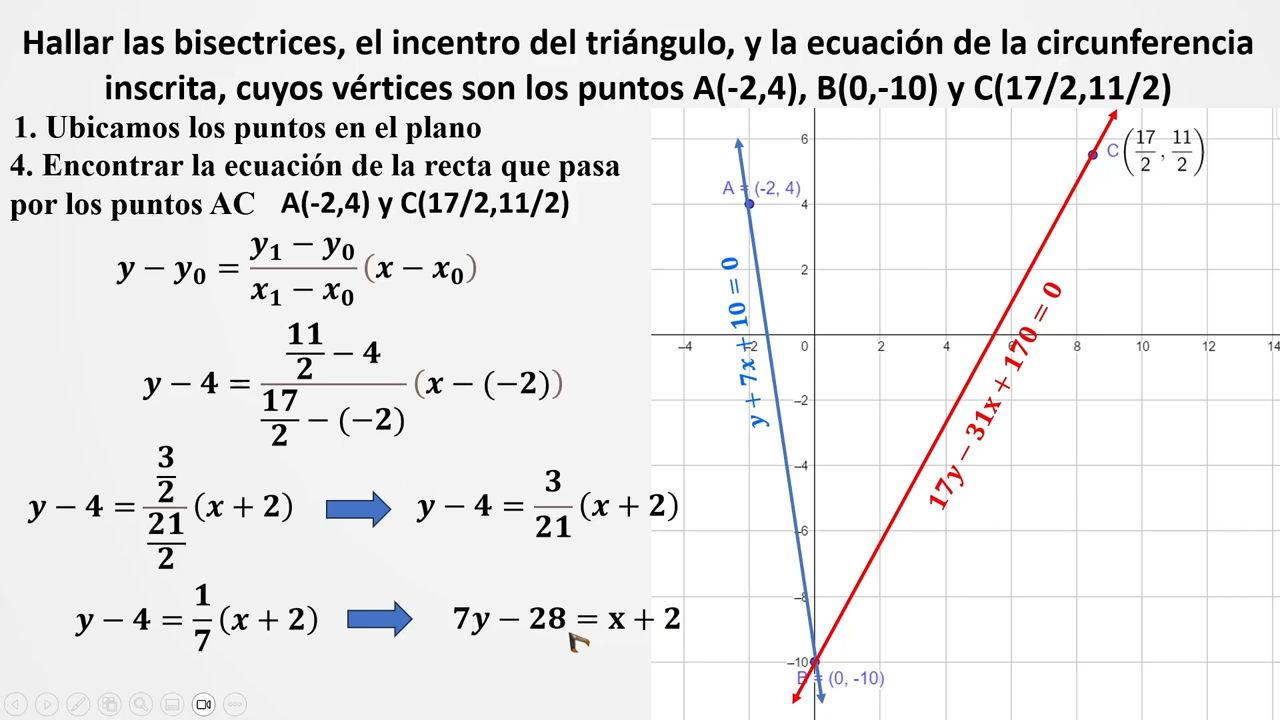 Hallar las bisectrices, el incentro del triángulo, y la ecuación de la circunferencia
inscrita, cuyos vértices son los puntos A(-2,4), B(0,-10) y C(17/2,11/2)
1. Ubicamos los puntos en el plano
4. Encontrar la ecuación de la recta que pasa
por los puntos AC A(-2,4) y C(17/2,11/2)
y − y₀ = (y₁ − y₀)/(x₁ − x₀) (x − x₀)
y − 4 = (11/2 − 4)/(17/2 − (−2)) (x − (−2))
y − 4 = (3/2)/(21/2) (x + 2)
y − 4 = 3/21 (x + 2)
y − 4 = 1/7 (x + 2)
7y − 28 = x + 2
A = (-2, 4)
C (17/2, 11/2)
B = (0, -10)
y + 7x + 10 = 0
17y − 31x + 170 = 0
6
4
2
−4 −2 0 2 4 6 8 10 12 14
−2
−4
−6
−8
−10